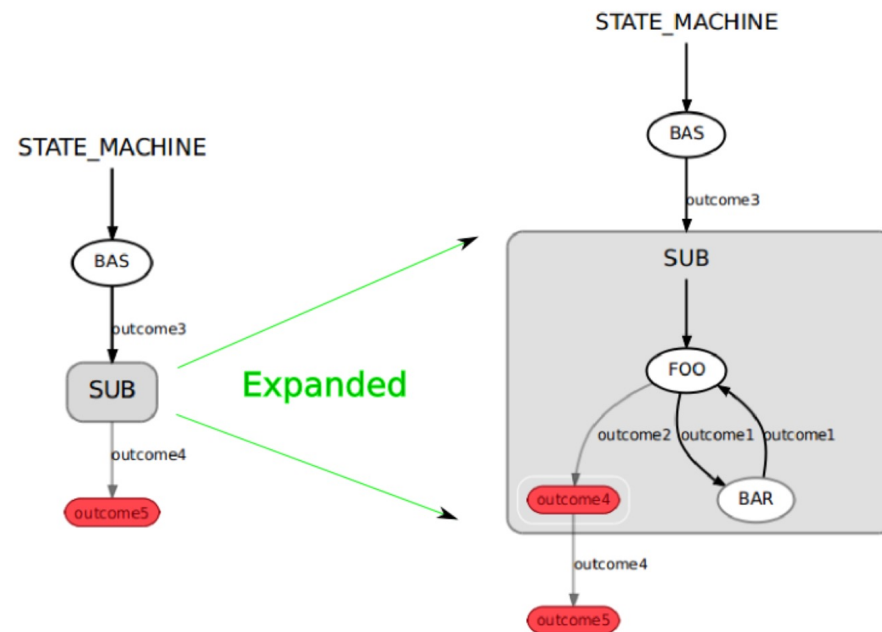 STATE_MACHINE
BAS
outcome3
SUB
outcome4
outcome5
Expanded
STATE_MACHINE
BAS
outcome3
SUB
FOO
outcome2
outcome1
outcome1
outcome4
BAR
outcome4
outcome5